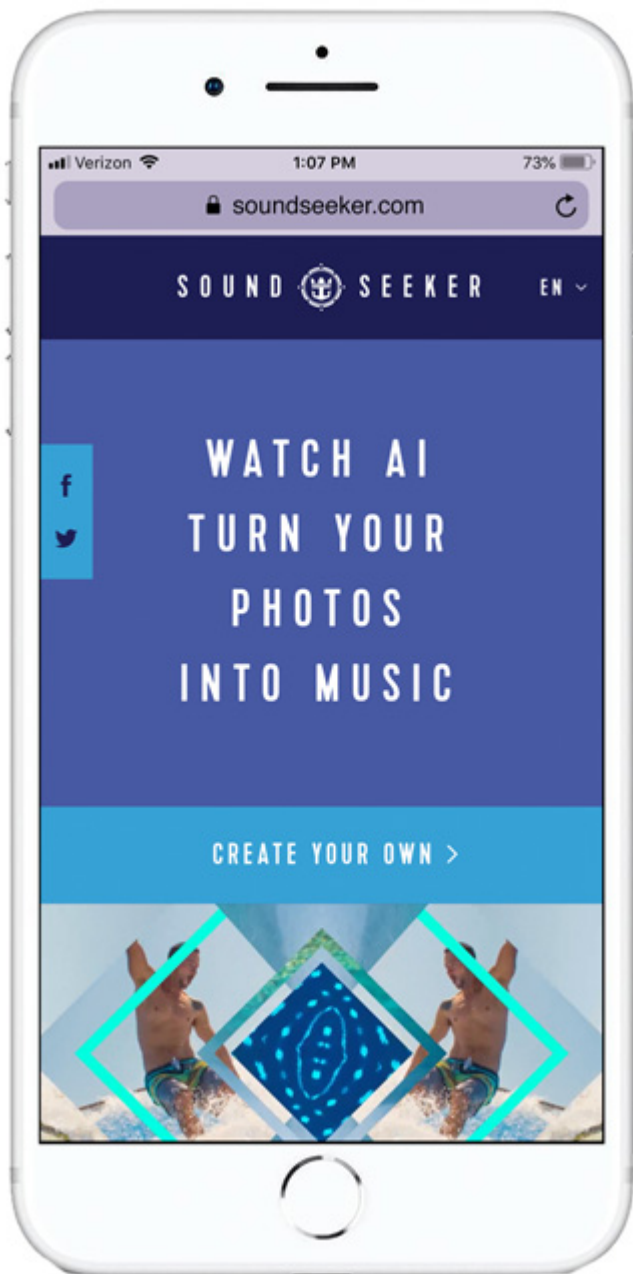 Verizon 1:07 PM 73%
soundseeker.com
SOUND SEEKER EN
WATCH AI
TURN YOUR
PHOTOS
INTO MUSIC
f
CREATE YOUR OWN >